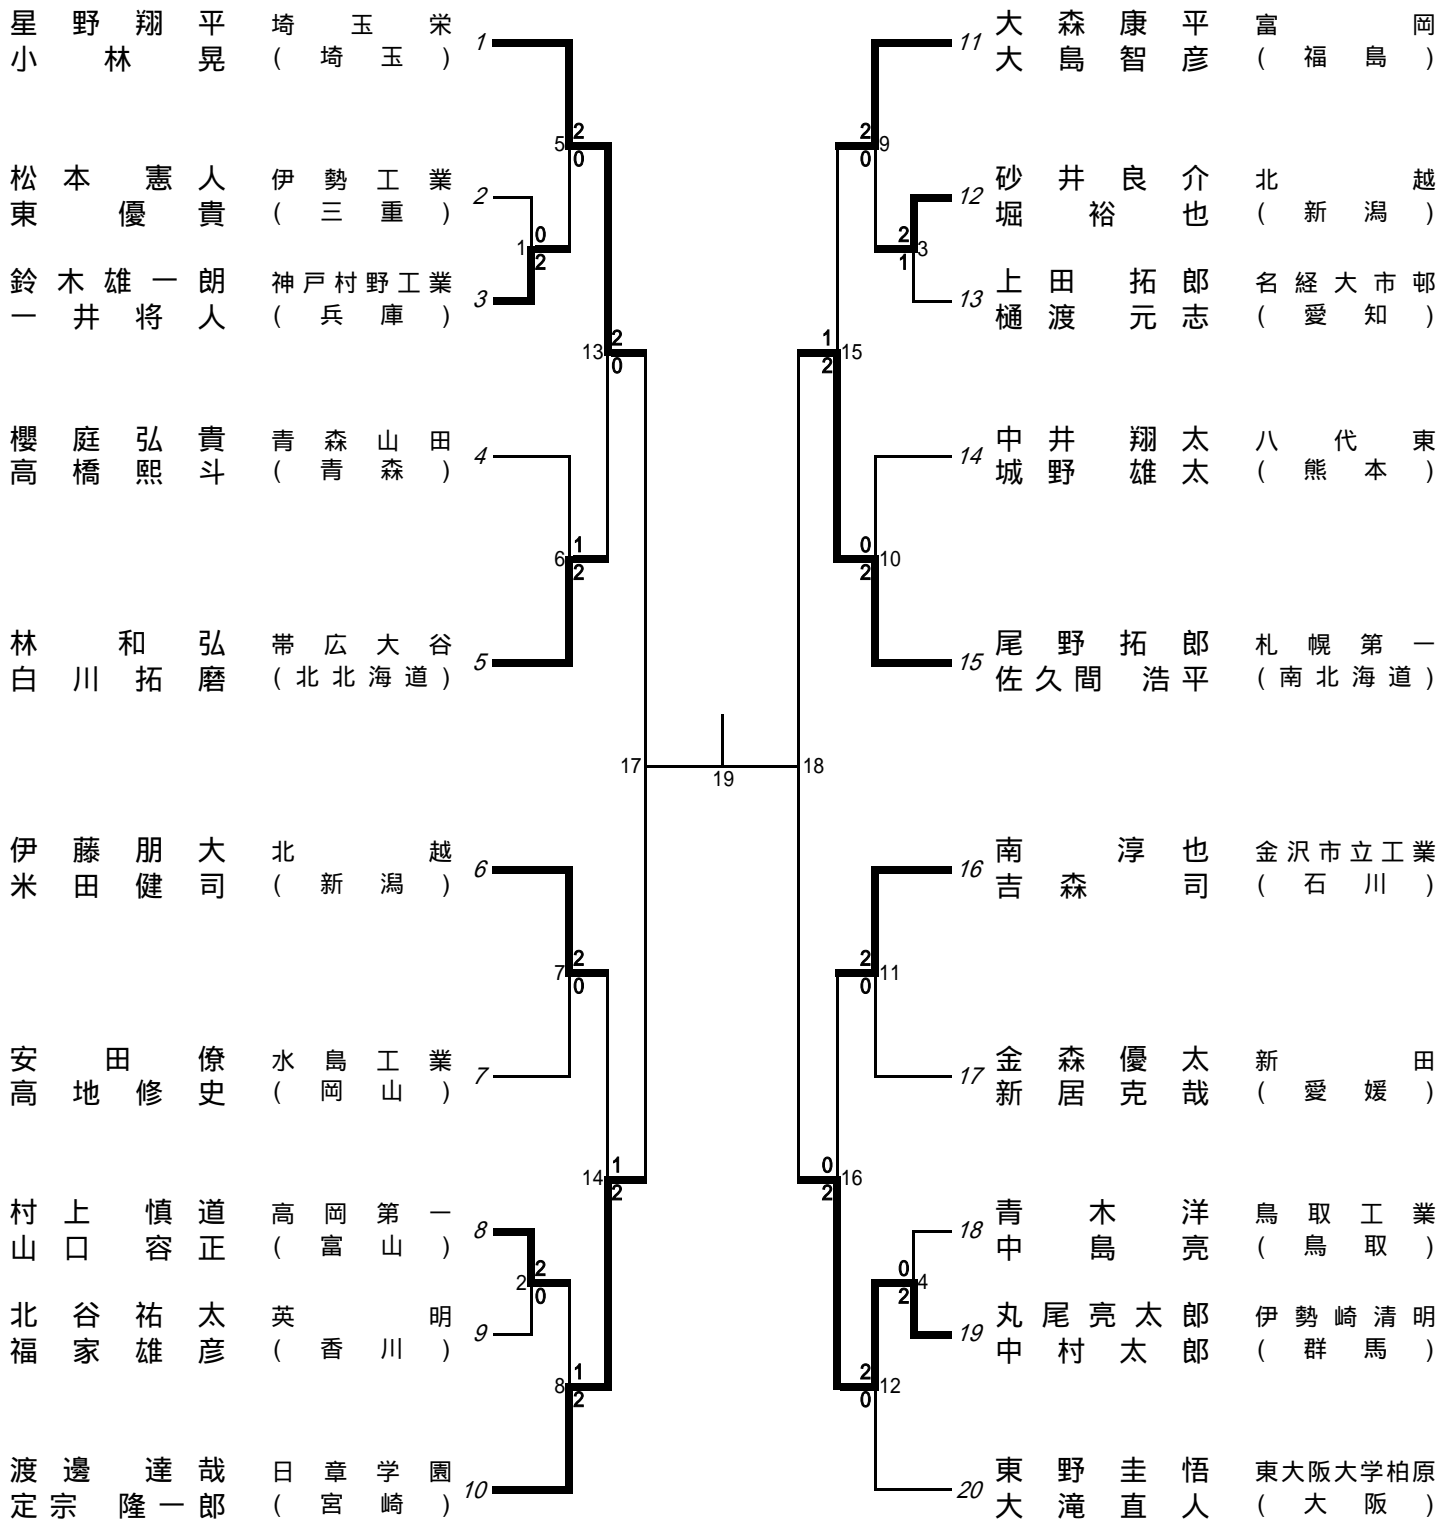 星野翔平 埼玉栄
小林晃 (埼玉)
1
松本憲人 伊勢工業
東優貴 (三重)
2
鈴木雄一朗 神戸村野工業
一井将人 (兵庫)
3
櫻庭弘貴 青森山田
高橋熙斗 (青森)
4
林和弘 帯広大谷
白川拓磨 (北北海道)
5
伊藤朋大 北越
米田健司 (新潟)
6
安田僚 水島工業
高地修史 (岡山)
7
村上慎道 高岡第一
山口容正 (富山)
8
北谷祐太 英明
福家雄彦 (香川)
9
渡邊達哉 日章学園
定宗隆一郎 (宮崎)
10
5 2
0
1 0
2
13 2
0
6 1
2
7 2
0
14 1
2
2 2
0
8 1
2
17
19
18
2 9
0
2 3
1
1 15
2
0 10
2
2 11
0
0 16
2
0 4
2
2 12
0
11
大森康平 富岡
大島智彦 (福島)
12
砂井良介 北越
堀裕也 (新潟)
13
上田拓郎 名経大市邨
樋渡元志 (愛知)
14
中井翔太 八代東
城野雄太 (熊本)
15
尾野拓郎 札幌第一
佐久間浩平 (南北海道)
16
南淳也 金沢市立工業
吉森司 (石川)
17
金森優太 新田
新居克哉 (愛媛)
18
青木洋 鳥取工業
中島亮 (鳥取)
19
丸尾亮太郎 伊勢崎清明
中村太郎 (群馬)
20
東野圭悟 東大阪大学柏原
大滝直人 (大阪)